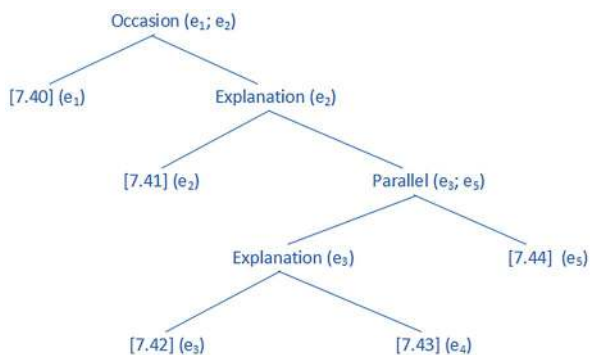 Occasion (e₁; e₂)
[7.40] (e₁)
Explanation (e₂)
[7.41] (e₂)
Parallel (e₃; e₅)
Explanation (e₃)
[7.44] (e₅)
[7.42] (e₃)
[7.43] (e₄)